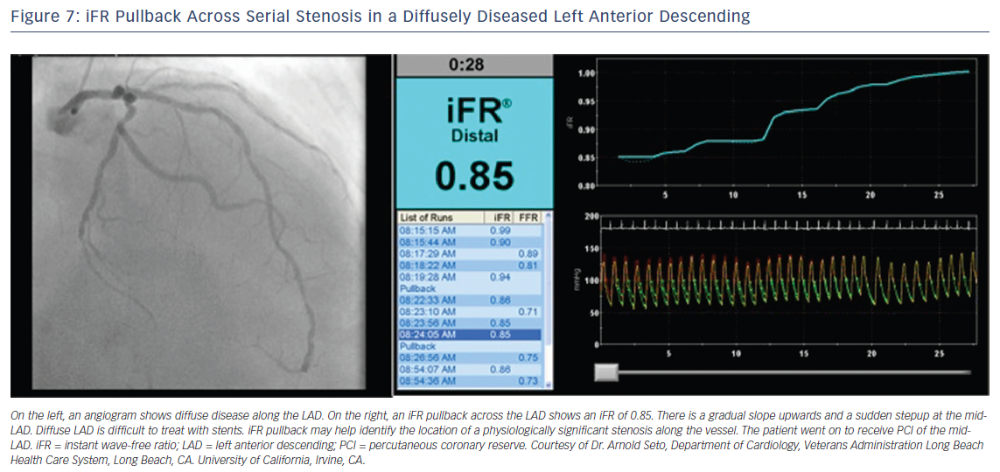 Figure 7: iFR Pullback Across Serial Stenosis in a Diffusely Diseased Left Anterior Descending
0:28
iFR®
Distal
0.85
List of Runs iFR FFR
08:15:15 AM 0.99
08:15:44 AM 0.90
08:17:29 AM 0.89
08:18:22 AM 0.81
08:19:28 AM 0.94
Pullback
08:22:33 AM 0.86
08:23:10 AM 0.71
08:23:56 AM 0.85
08:24:05 AM 0.85
Pullback
08:26:56 AM 0.75
08:54:07 AM 0.86
08:54:36 AM 0.73
1.00
0.95
0.90
0.85
0.80
iFR
5 10 15 20 25
200
150
100
50
0
mmHg
5 10 15 20 25
On the left, an angiogram shows diffuse disease along the LAD. On the right, an iFR pullback across the LAD shows an iFR of 0.85. There is a gradual slope upwards and a sudden stepup at the mid-
LAD. Diffuse LAD is difficult to treat with stents. iFR pullback may help identify the location of a physiologically significant stenosis along the vessel. The patient went on to receive PCI of the mid-
LAD. iFR = instant wave-free ratio; LAD = left anterior descending; PCI = percutaneous coronary reserve. Courtesy of Dr. Arnold Seto, Department of Cardiology, Veterans Administration Long Beach
Health Care System, Long Beach, CA. University of California, Irvine, CA.